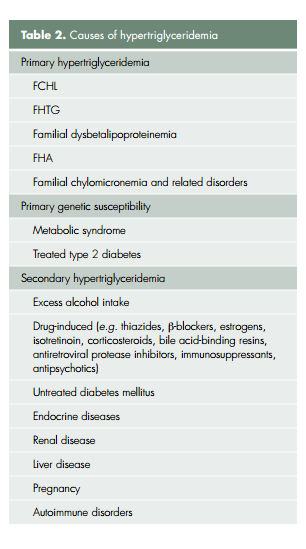 Table 2. Causes of hypertriglyceridemia
Primary hypertriglyceridemia
FCHL
FHTG
Familial dysbetalipoproteinemia
FHA
Familial chylomicronemia and related disorders
Primary genetic susceptibility
Metabolic syndrome
Treated type 2 diabetes
Secondary hypertriglyceridemia
Excess alcohol intake
Drug-induced (e.g. thiazides, β-blockers, estrogens,
isotretinoin, corticosteroids, bile acid-binding resins,
antiretroviral protease inhibitors, immunosuppressants,
antipsychotics)
Untreated diabetes mellitus
Endocrine diseases
Renal disease
Liver disease
Pregnancy
Autoimmune disorders